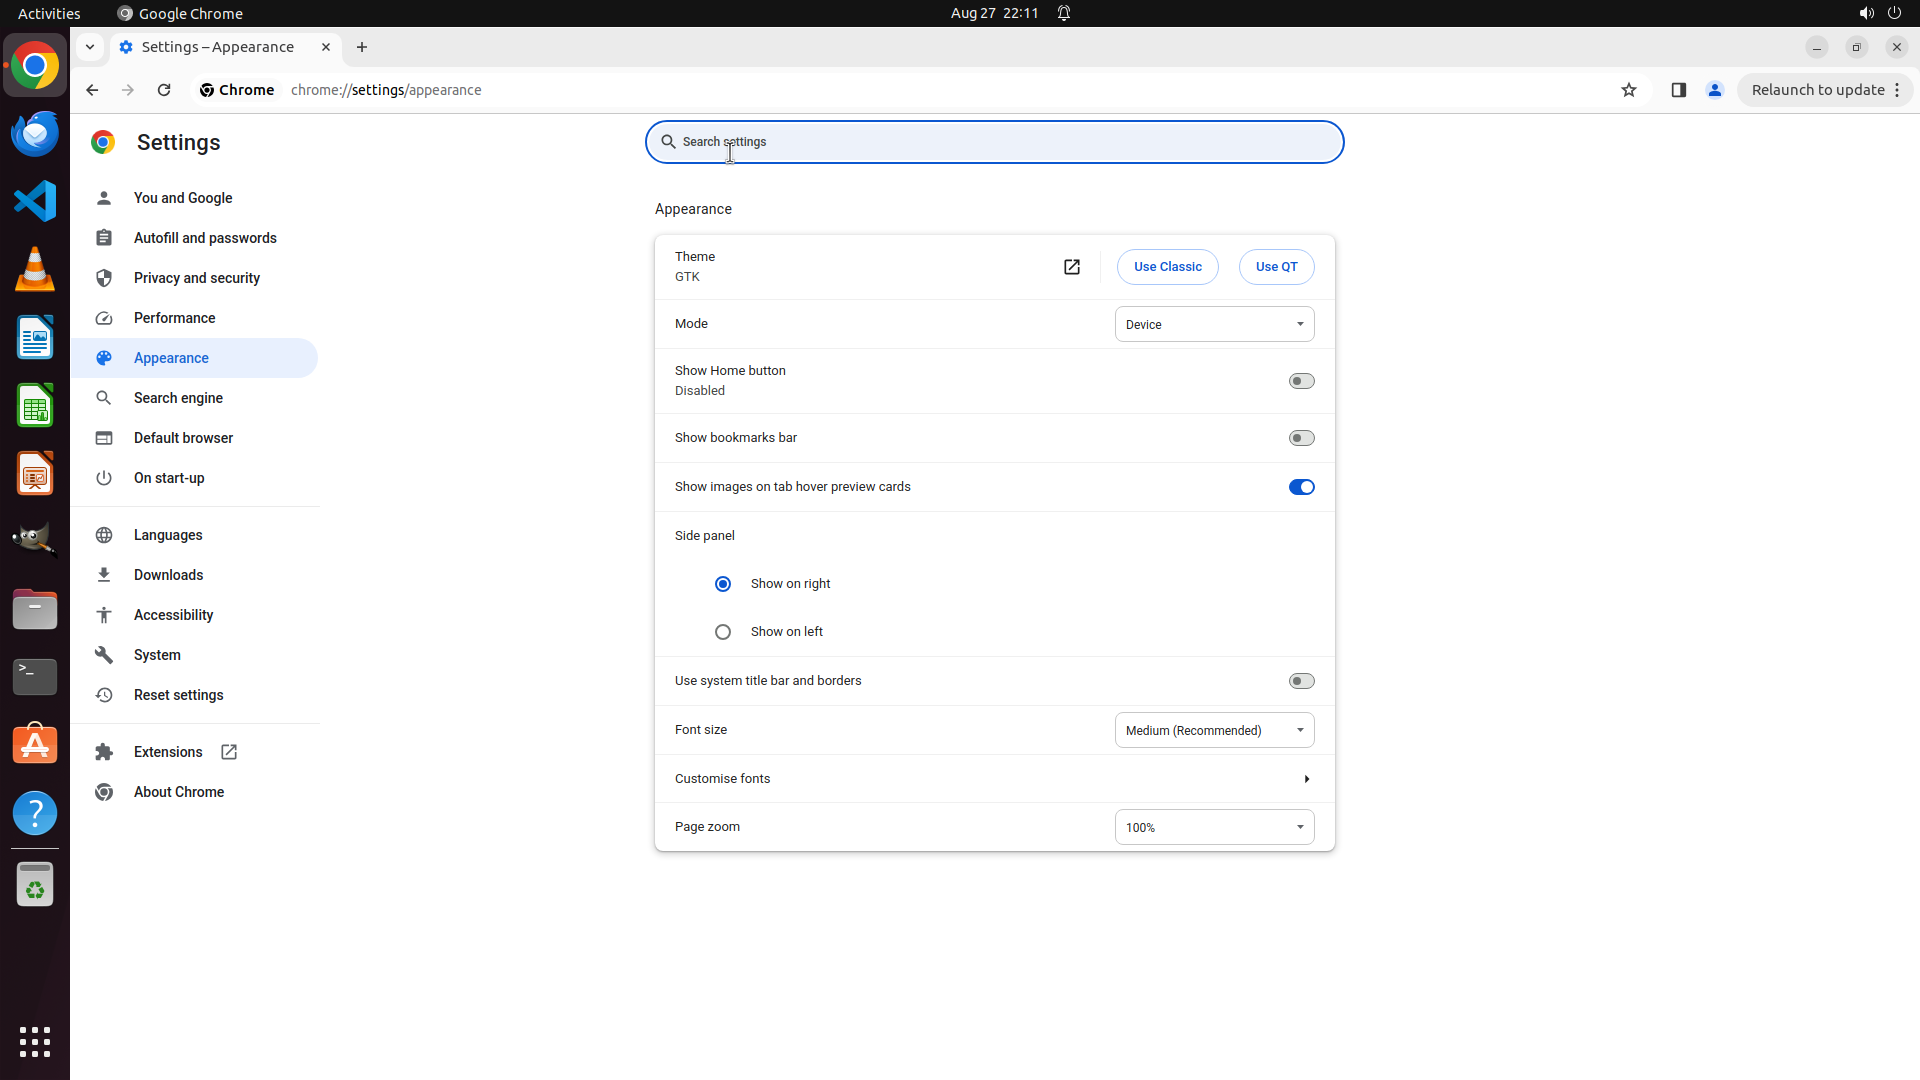 Activities
Google Chrome
Aug 27 22:11
Settings – Appearance
Chrome
chrome://settings/appearance
Relaunch to update
Settings
Search settings
You and Google
Autofill and passwords
Privacy and security
Performance
Appearance
Search engine
Default browser
On start-up
Languages
Downloads
Accessibility
System
Reset settings
Extensions
About Chrome
Appearance
Theme
GTK
Use Classic
Use QT
Mode
Device
Show Home button
Disabled
Show bookmarks bar
Show images on tab hover preview cards
Side panel
Show on right
Show on left
Use system title bar and borders
Font size
Medium (Recommended)
Customise fonts
Page zoom
100%